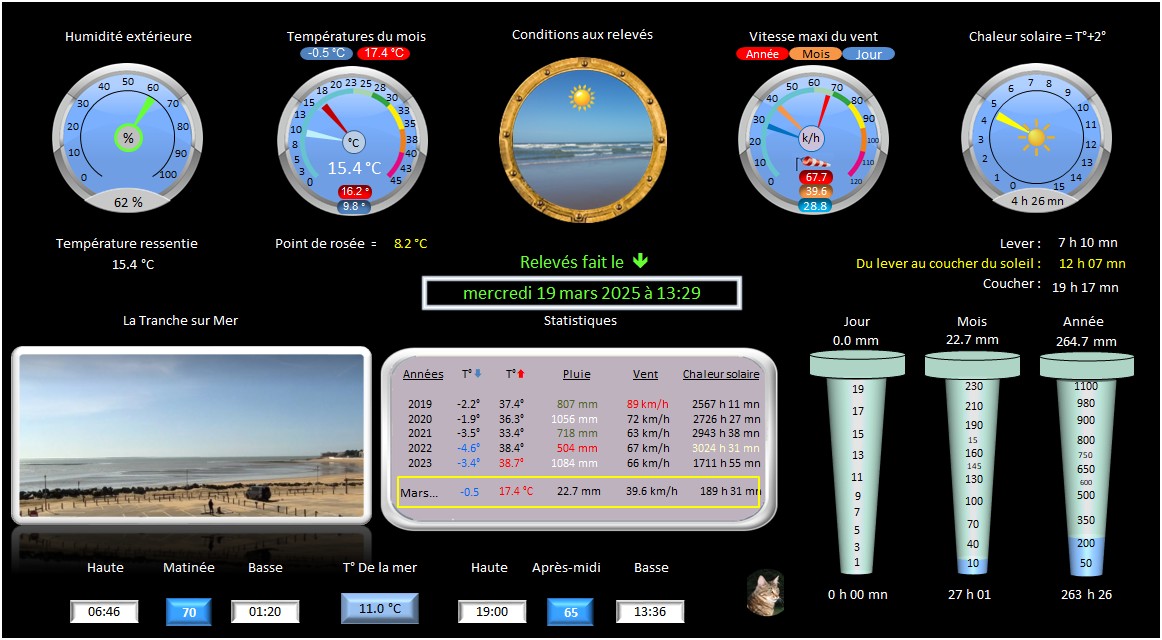 Humidité extérieure
Températures du mois
Conditions aux relevés
Vitesse maxi du vent
Chaleur solaire = T°+2°
-0.5 °C 17.4 °C
Année Mois Jour
0 10 20 30 40 50 60 70 80 90 100
%
62 %
0 3 5 8 10 13 15 18 20 23 25 28 30 33 35 38 40 43 45
°C
15.4 °C
16.2 °
9.8 °
0 10 20 30 40 50 60 70 80 90 100 110 120
k/h
67.7
39.6
28.8
0 1 2 3 4 5 6 7 8 9 10 11 12 13 14 15
4 h 26 mn
Température ressentie
15.4 °C
Point de rosée = 8.2 °C
Relevés fait le
mercredi 19 mars 2025 à 13:29
Lever : 7 h 10 mn
Du lever au coucher du soleil : 12 h 07 mn
Coucher : 19 h 17 mn
La Tranche sur Mer
Statistiques
Années T° T° Pluie Vent Chaleur solaire
2019 -2.2° 37.4° 807 mm 89 km/h 2567 h 11 mn
2020 -1.9° 36.3° 1056 mm 72 km/h 2726 h 27 mn
2021 -3.5° 33.4° 718 mm 63 km/h 2943 h 38 mn
2022 -4.6° 38.4° 504 mm 67 km/h 3024 h 31 mn
2023 -3.4° 38.7° 1084 mm 66 km/h 1711 h 55 mn
Mars... -0.5 17.4 °C 22.7 mm 39.6 km/h 189 h 31 mn
Jour
0.0 mm
19
17
15
13
11
9
7
5
3
1
0 h 00 mn
Mois
22.7 mm
230
210
190
15
160
145
130
100
70
40
10
27 h 01
Année
264.7 mm
1100
980
900
800
750
650
600
500
350
200
50
263 h 26
Haute Matinée Basse
06:46 70 01:20
T° De la mer
11.0 °C
Haute Après-midi Basse
19:00 65 13:36